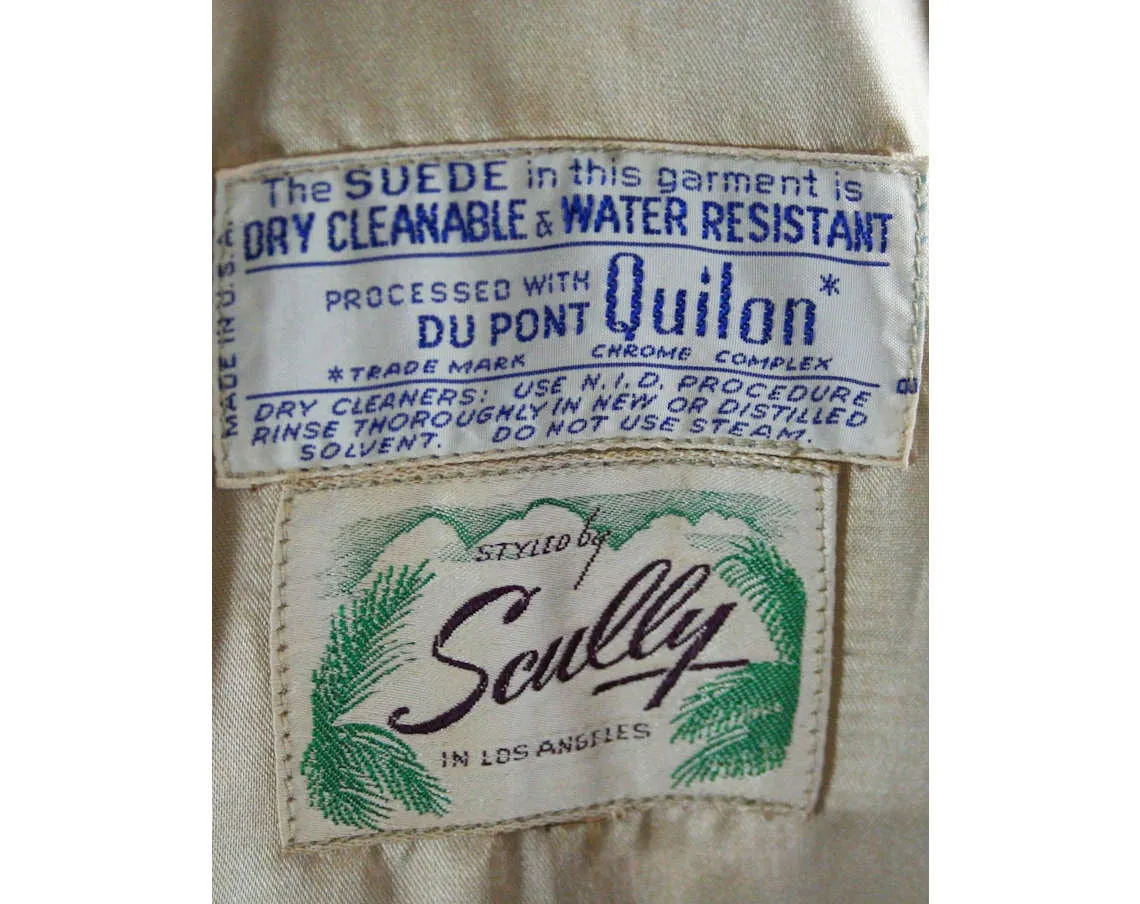 The SUEDE in this garment is
DRY CLEANABLE & WATER RESISTANT
PROCESSED WITH
DU PONT Quilon*
*TRADE MARK CHROME COMPLEX
DRY CLEANERS: USE N.I.D. PROCEDURE
RINSE THOROUGHLY IN NEW OR DISTILLED
SOLVENT. DO NOT USE STEAM.
MADE IN U.S.A.
STYLED by
Scully
IN LOS ANGELES